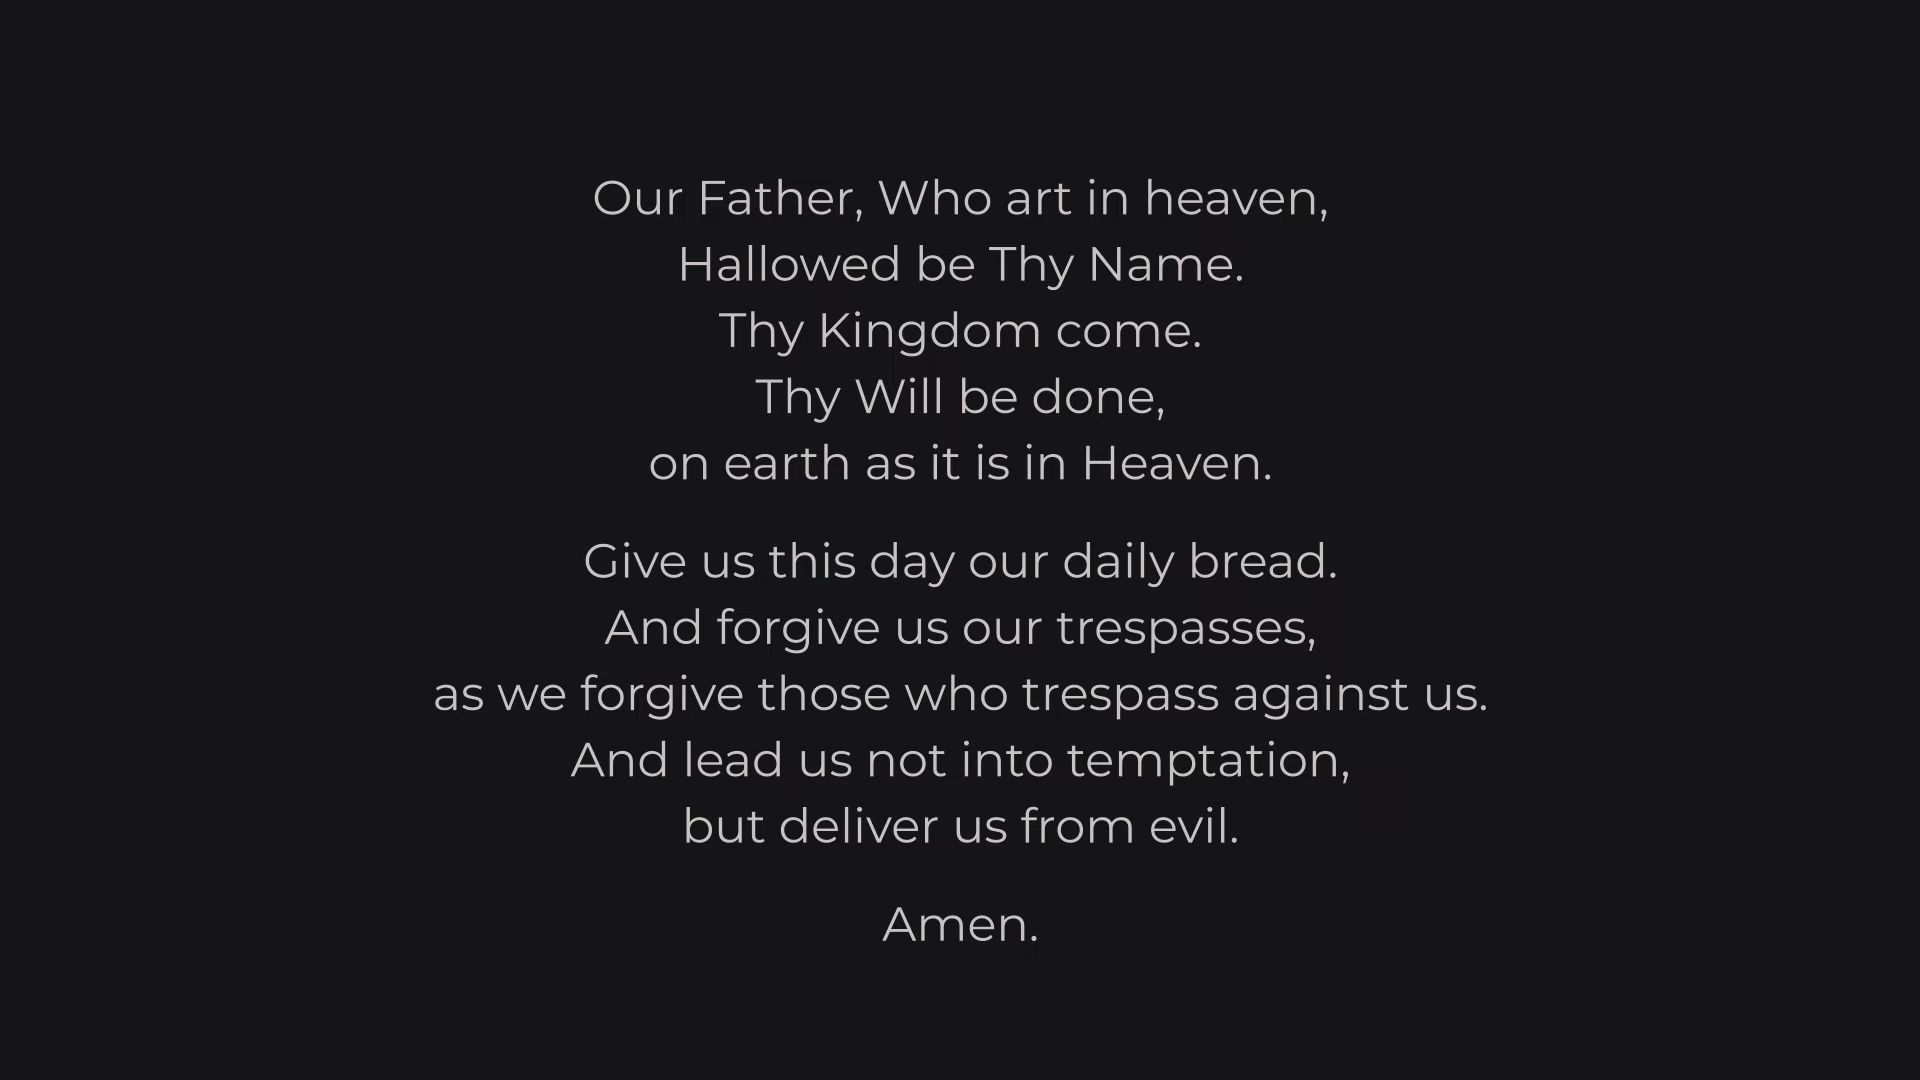 Our Father, Who art in heaven,
Hallowed be Thy Name.
Thy Kingdom come.
Thy Will be done,
on earth as it is in Heaven.
Give us this day our daily bread.
And forgive us our trespasses,
as we forgive those who trespass against us.
And lead us not into temptation,
but deliver us from evil.
Amen.